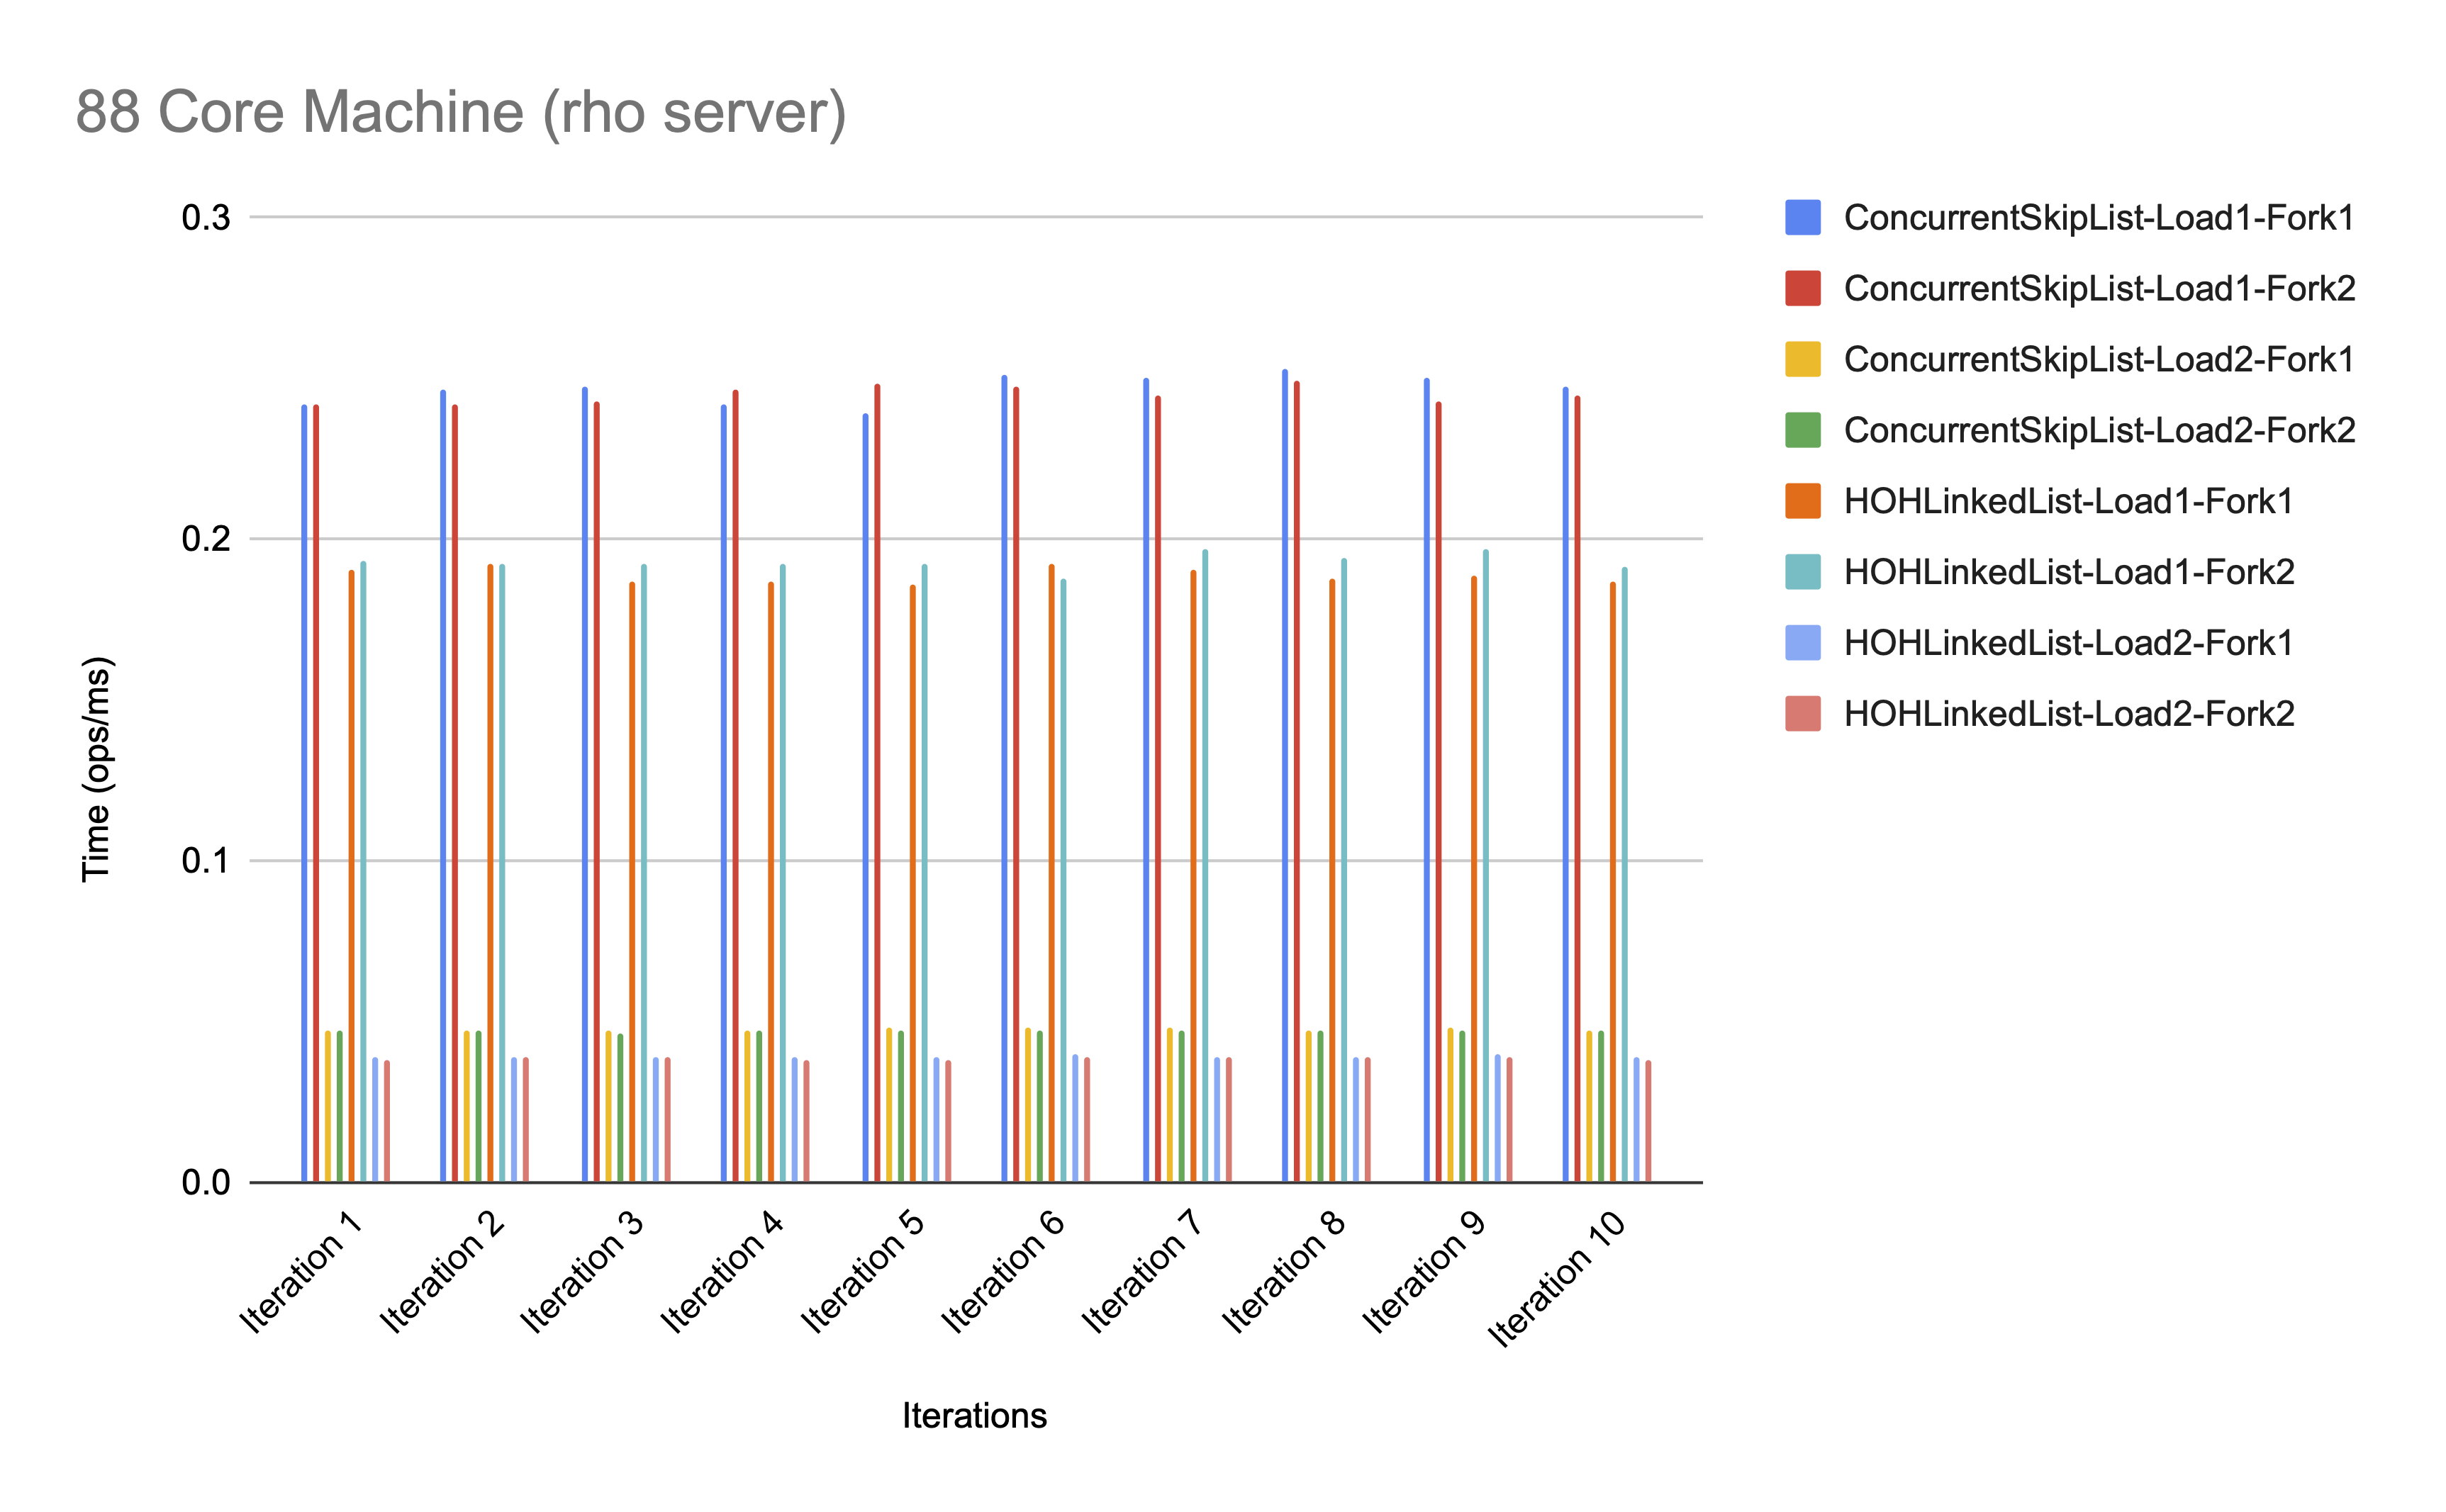 88 Core Machine (rho server)
0.3
0.2
0.1
0.0
Time (ops/ms)
Iteration 1
Iteration 2
Iteration 3
Iteration 4
Iteration 5
Iteration 6
Iteration 7
Iteration 8
Iteration 9
Iteration 10
Iterations
ConcurrentSkipList-Load1-Fork1
ConcurrentSkipList-Load1-Fork2
ConcurrentSkipList-Load2-Fork1
ConcurrentSkipList-Load2-Fork2
HOHLinkedList-Load1-Fork1
HOHLinkedList-Load1-Fork2
HOHLinkedList-Load2-Fork1
HOHLinkedList-Load2-Fork2